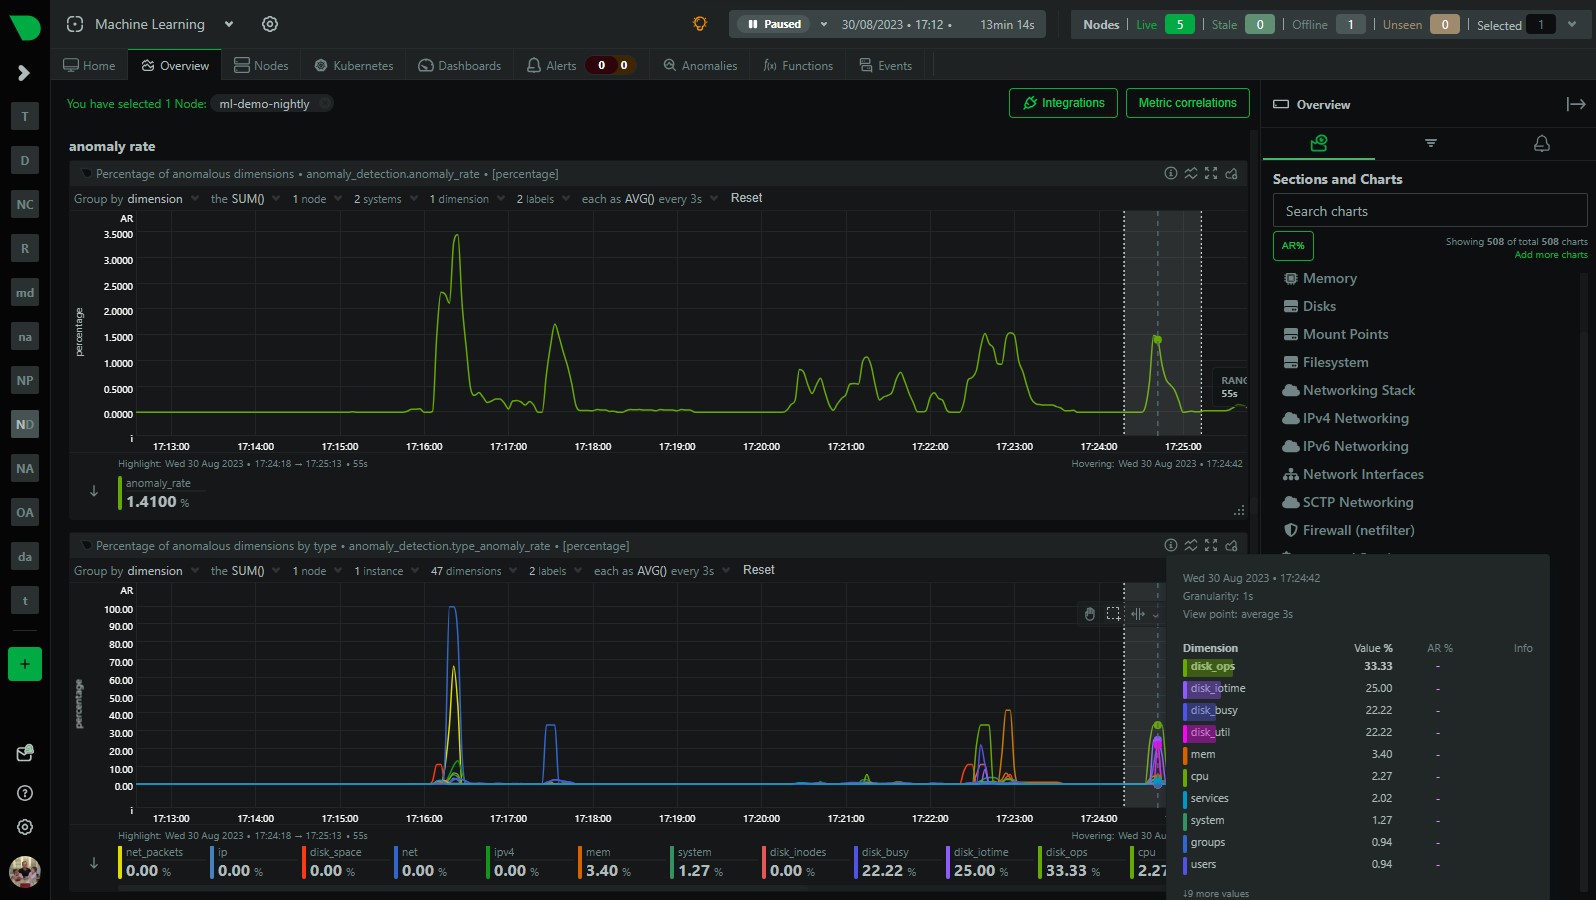 Machine Learning
Paused 30/08/2023 • 17:12 • 13min 14s
Nodes Live 5 Stale 0 Offline 1 Unseen 0 Selected 1
Home Overview Nodes Kubernetes Dashboards Alerts 0 0 Anomalies f(x) Functions Events
T
D
NC
R
md
na
NP
ND
NA
OA
da
t
+
You have selected 1 Node: ml-demo-nightly
Integrations
Metric correlations
anomaly rate
Percentage of anomalous dimensions • anomaly_detection.anomaly_rate • [percentage]
Group by dimension the SUM() 1 node 2 systems 1 dimension 2 labels each as AVG() every 3s Reset
AR
3.5000
3.0000
2.5000
2.0000
1.5000
1.0000
0.5000
0.0000
percentage
i
RANG
55s
17:13:00 17:14:00 17:15:00 17:16:00 17:17:00 17:18:00 17:19:00 17:20:00 17:21:00 17:22:00 17:23:00 17:24:00 17:25:00
Highlight: Wed 30 Aug 2023 • 17:24:18 → 17:25:13 • 55s
Hovering: Wed 30 Aug 2023 • 17:24:42
anomaly_rate
1.4100 %
Percentage of anomalous dimensions by type • anomaly_detection.type_anomaly_rate • [percentage]
Group by dimension the SUM() 1 node 1 instance 47 dimensions 2 labels each as AVG() every 3s Reset
AR
100.00
90.00
80.00
70.00
60.00
50.00
40.00
30.00
20.00
10.00
0.00
percentage
i
17:13:00 17:14:00 17:15:00 17:16:00 17:17:00 17:18:00 17:19:00 17:20:00 17:21:00 17:22:00 17:23:00 17:24:00
Highlight: Wed 30 Aug 2023 • 17:24:18 → 17:25:13 • 55s
Hovering: Wed 30 Au
net_packets ip disk_space net ipv4 mem system disk_inodes disk_busy disk_iotime disk_ops cpu
0.00 % 0.00 % 0.00 % 0.00 % 0.00 % 3.40 % 1.27 % 0.00 % 22.22 % 25.00 % 33.33 % 2.27
Overview
Sections and Charts
Search charts
AR%
Showing 508 of total 508 charts
Add more charts
Memory
Disks
Mount Points
Filesystem
Networking Stack
IPv4 Networking
IPv6 Networking
Network Interfaces
SCTP Networking
Firewall (netfilter)
Wed 30 Aug 2023 • 17:24:42
Granularity: 1s
View point: average 3s
Dimension Value % AR % Info
disk_ops 33.33 -
disk_iotime 25.00 -
disk_busy 22.22 -
disk_util 22.22 -
mem 3.40 -
cpu 2.27 -
services 2.02 -
system 1.27 -
groups 0.94 -
users 0.94 -
↓9 more values